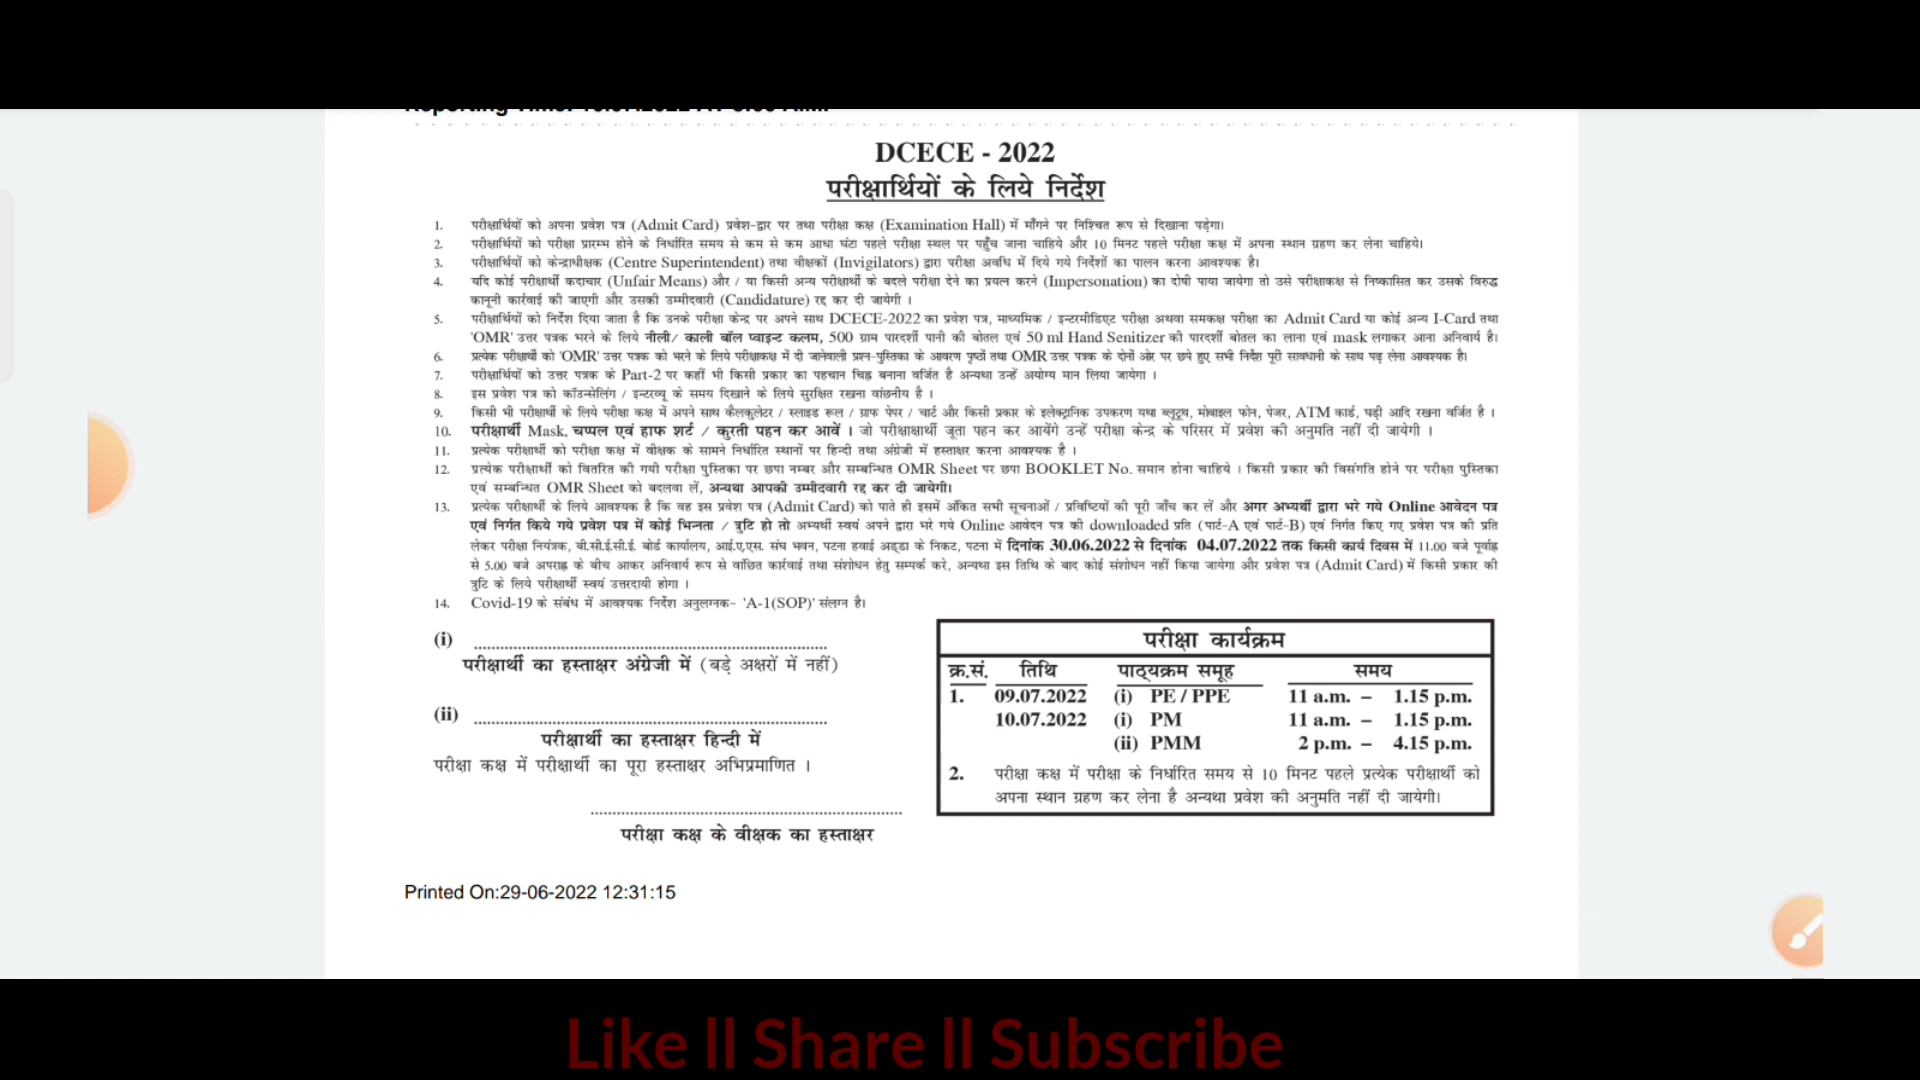 DCECE - 2022
परीक्षार्थियों के लिये निर्देश
1. परीक्षार्थियों को अपना प्रवेश पत्र (Admit Card) प्रवेश-द्वार पर तथा परीक्षा कक्ष (Examination Hall) में माँगने पर निश्चित रूप से दिखाना पड़ेगा।
2. परीक्षार्थियों को परीक्षा प्रारम्भ होने के निर्धारित समय से कम से कम आधा घंटा पहले परीक्षा स्थल पर पहुँच जाना चाहिये और 10 मिनट पहले परीक्षा कक्ष में अपना स्थान ग्रहण कर लेना चाहिये।
3. परीक्षार्थियों को केन्द्राधीक्षक (Centre Superintendent) तथा वीक्षकों (Invigilators) द्वारा परीक्षा अवधि में दिये गये निर्देशों का पालन करना आवश्यक है।
4. यदि कोई परीक्षार्थी कदाचार (Unfair Means) और / या किसी अन्य परीक्षार्थी के बदले परीक्षा देने का प्रयत्न करने (Impersonation) का दोषी पाया जायेगा तो उसे परीक्षाकक्ष से निष्कासित कर उसके विरुद्ध
कानूनी कार्रवाई की जाएगी और उसकी उम्मीदवारी (Candidature) रद्द कर दी जायेगी ।
5. परीक्षार्थियों को निर्देश दिया जाता है कि उनके परीक्षा केन्द्र पर अपने साथ DCECE-2022 का प्रवेश पत्र, माध्यमिक / इन्टरमीडिएट परीक्षा अथवा समकक्ष परीक्षा का Admit Card या कोई अन्य I-Card तथा
'OMR' उत्तर पत्रक भरने के लिये नीली/ काली बॉल प्वाइन्ट कलम, 500 ग्राम पारदर्शी पानी की बोतल एवं 50 ml Hand Senitizer की पारदर्शी बोतल का लाना एवं mask लगाकर आना अनिवार्य है।
6. प्रत्येक परीक्षार्थी को 'OMR' उत्तर पत्रक को भरने के लिये परीक्षाकक्ष में दी जानेवाली प्रश्न-पुस्तिका के आवरण पृष्ठों तथा OMR उत्तर पत्रक के दोनों ओर पर छपे हुए सभी निर्देश पूरी सावधानी के साथ पढ़ लेना आवश्यक है।
7. परीक्षार्थियों को उत्तर पत्रक के Part-2 पर कहीं भी किसी प्रकार का पहचान चिह्न बनाना वर्जित है अन्यथा उन्हें अयोग्य मान लिया जायेगा ।
8. इस प्रवेश पत्र को कॉउन्सेलिंग / इन्टरव्यू के समय दिखाने के लिये सुरक्षित रखना वांछनीय है ।
9. किसी भी परीक्षार्थी के लिये परीक्षा कक्ष में अपने साथ कैलकुलेटर / स्लाइड रूल / ग्राफ पेपर / चार्ट और किसी प्रकार के इलेक्ट्रानिक उपकरण यथा ब्लूटूथ, मोबाइल फोन, पेजर, ATM कार्ड, घड़ी आदि रखना वर्जित है ।
10. परीक्षार्थी Mask, चप्पल एवं हाफ शर्ट / कुरती पहन कर आवें । जो परीक्षाक्षार्थी जूता पहन कर आयेंगे उन्हें परीक्षा केन्द्र के परिसर में प्रवेश की अनुमति नहीं दी जायेगी ।
11. प्रत्येक परीक्षार्थी को परीक्षा कक्ष में वीक्षक के सामने निर्धारित स्थानों पर हिन्दी तथा अंग्रेजी में हस्ताक्षर करना आवश्यक है ।
12. प्रत्येक परीक्षार्थी को वितरित की गयी परीक्षा पुस्तिका पर छपा नम्बर और सम्बन्धित OMR Sheet पर छपा BOOKLET No. समान होना चाहिये । किसी प्रकार की विसंगति होने पर परीक्षा पुस्तिका
एवं सम्बन्धित OMR Sheet को बदलवा लें, अन्यथा आपकी उम्मीदवारी रद्द कर दी जायेगी।
13. प्रत्येक परीक्षार्थी के लिये आवश्यक है कि वह इस प्रवेश पत्र (Admit Card) को पाते ही इसमें अंकित सभी सूचनाओं / प्रविष्टियों की पूरी जाँच कर लें और अगर अभ्यर्थी द्वारा भरे गये Online आवेदन पत्र
एवं निर्गत किये गये प्रवेश पत्र में कोई भिन्नता / त्रुटि हो तो अभ्यर्थी स्वयं अपने द्वारा भरे गये Online आवेदन पत्र की downloaded प्रति (पार्ट-A एवं पार्ट-B) एवं निर्गत किए गए प्रवेश पत्र की प्रति
लेकर परीक्षा नियंत्रक, बी.सी.ई.सी.ई. बोर्ड कार्यालय, आई.ए.एस. संघ भवन, पटना हवाई अड्डा के निकट, पटना में दिनांक 30.06.2022 से दिनांक 04.07.2022 तक किसी कार्य दिवस में 11.00 बजे पूर्वाह्न
से 5.00 बजे अपराह्न के बीच आकर अनिवार्य रूप से वांछित कार्रवाई तथा संशोधन हेतु सम्पर्क करे, अन्यथा इस तिथि के बाद कोई संशोधन नहीं किया जायेगा और प्रवेश पत्र (Admit Card) में किसी प्रकार की
त्रुटि के लिये परीक्षार्थी स्वयं उत्तरदायी होगा ।
14. Covid-19 के संबंध में आवश्यक निर्देश अनुलग्नक- 'A-1(SOP)' संलग्न है।
(i) ........................................
परीक्षार्थी का हस्ताक्षर अंग्रेजी में (बड़े अक्षरों में नहीं)
(ii) ........................................
परीक्षार्थी का हस्ताक्षर हिन्दी में
परीक्षा कक्ष में परीक्षार्थी का पूरा हस्ताक्षर अभिप्रमाणित ।
........................................
परीक्षा कक्ष के वीक्षक का हस्ताक्षर
परीक्षा कार्यक्रम
क्र.सं. तिथि पाठ्यक्रम समूह समय
1. 09.07.2022 (i) PE / PPE 11 a.m. – 1.15 p.m.
10.07.2022 (i) PM 11 a.m. – 1.15 p.m.
(ii) PMM 2 p.m. – 4.15 p.m.
2. परीक्षा कक्ष में परीक्षा के निर्धारित समय से 10 मिनट पहले प्रत्येक परीक्षार्थी को
अपना स्थान ग्रहण कर लेना है अन्यथा प्रवेश की अनुमति नहीं दी जायेगी।
Printed On:29-06-2022 12:31:15
Like ll Share ll Subscribe